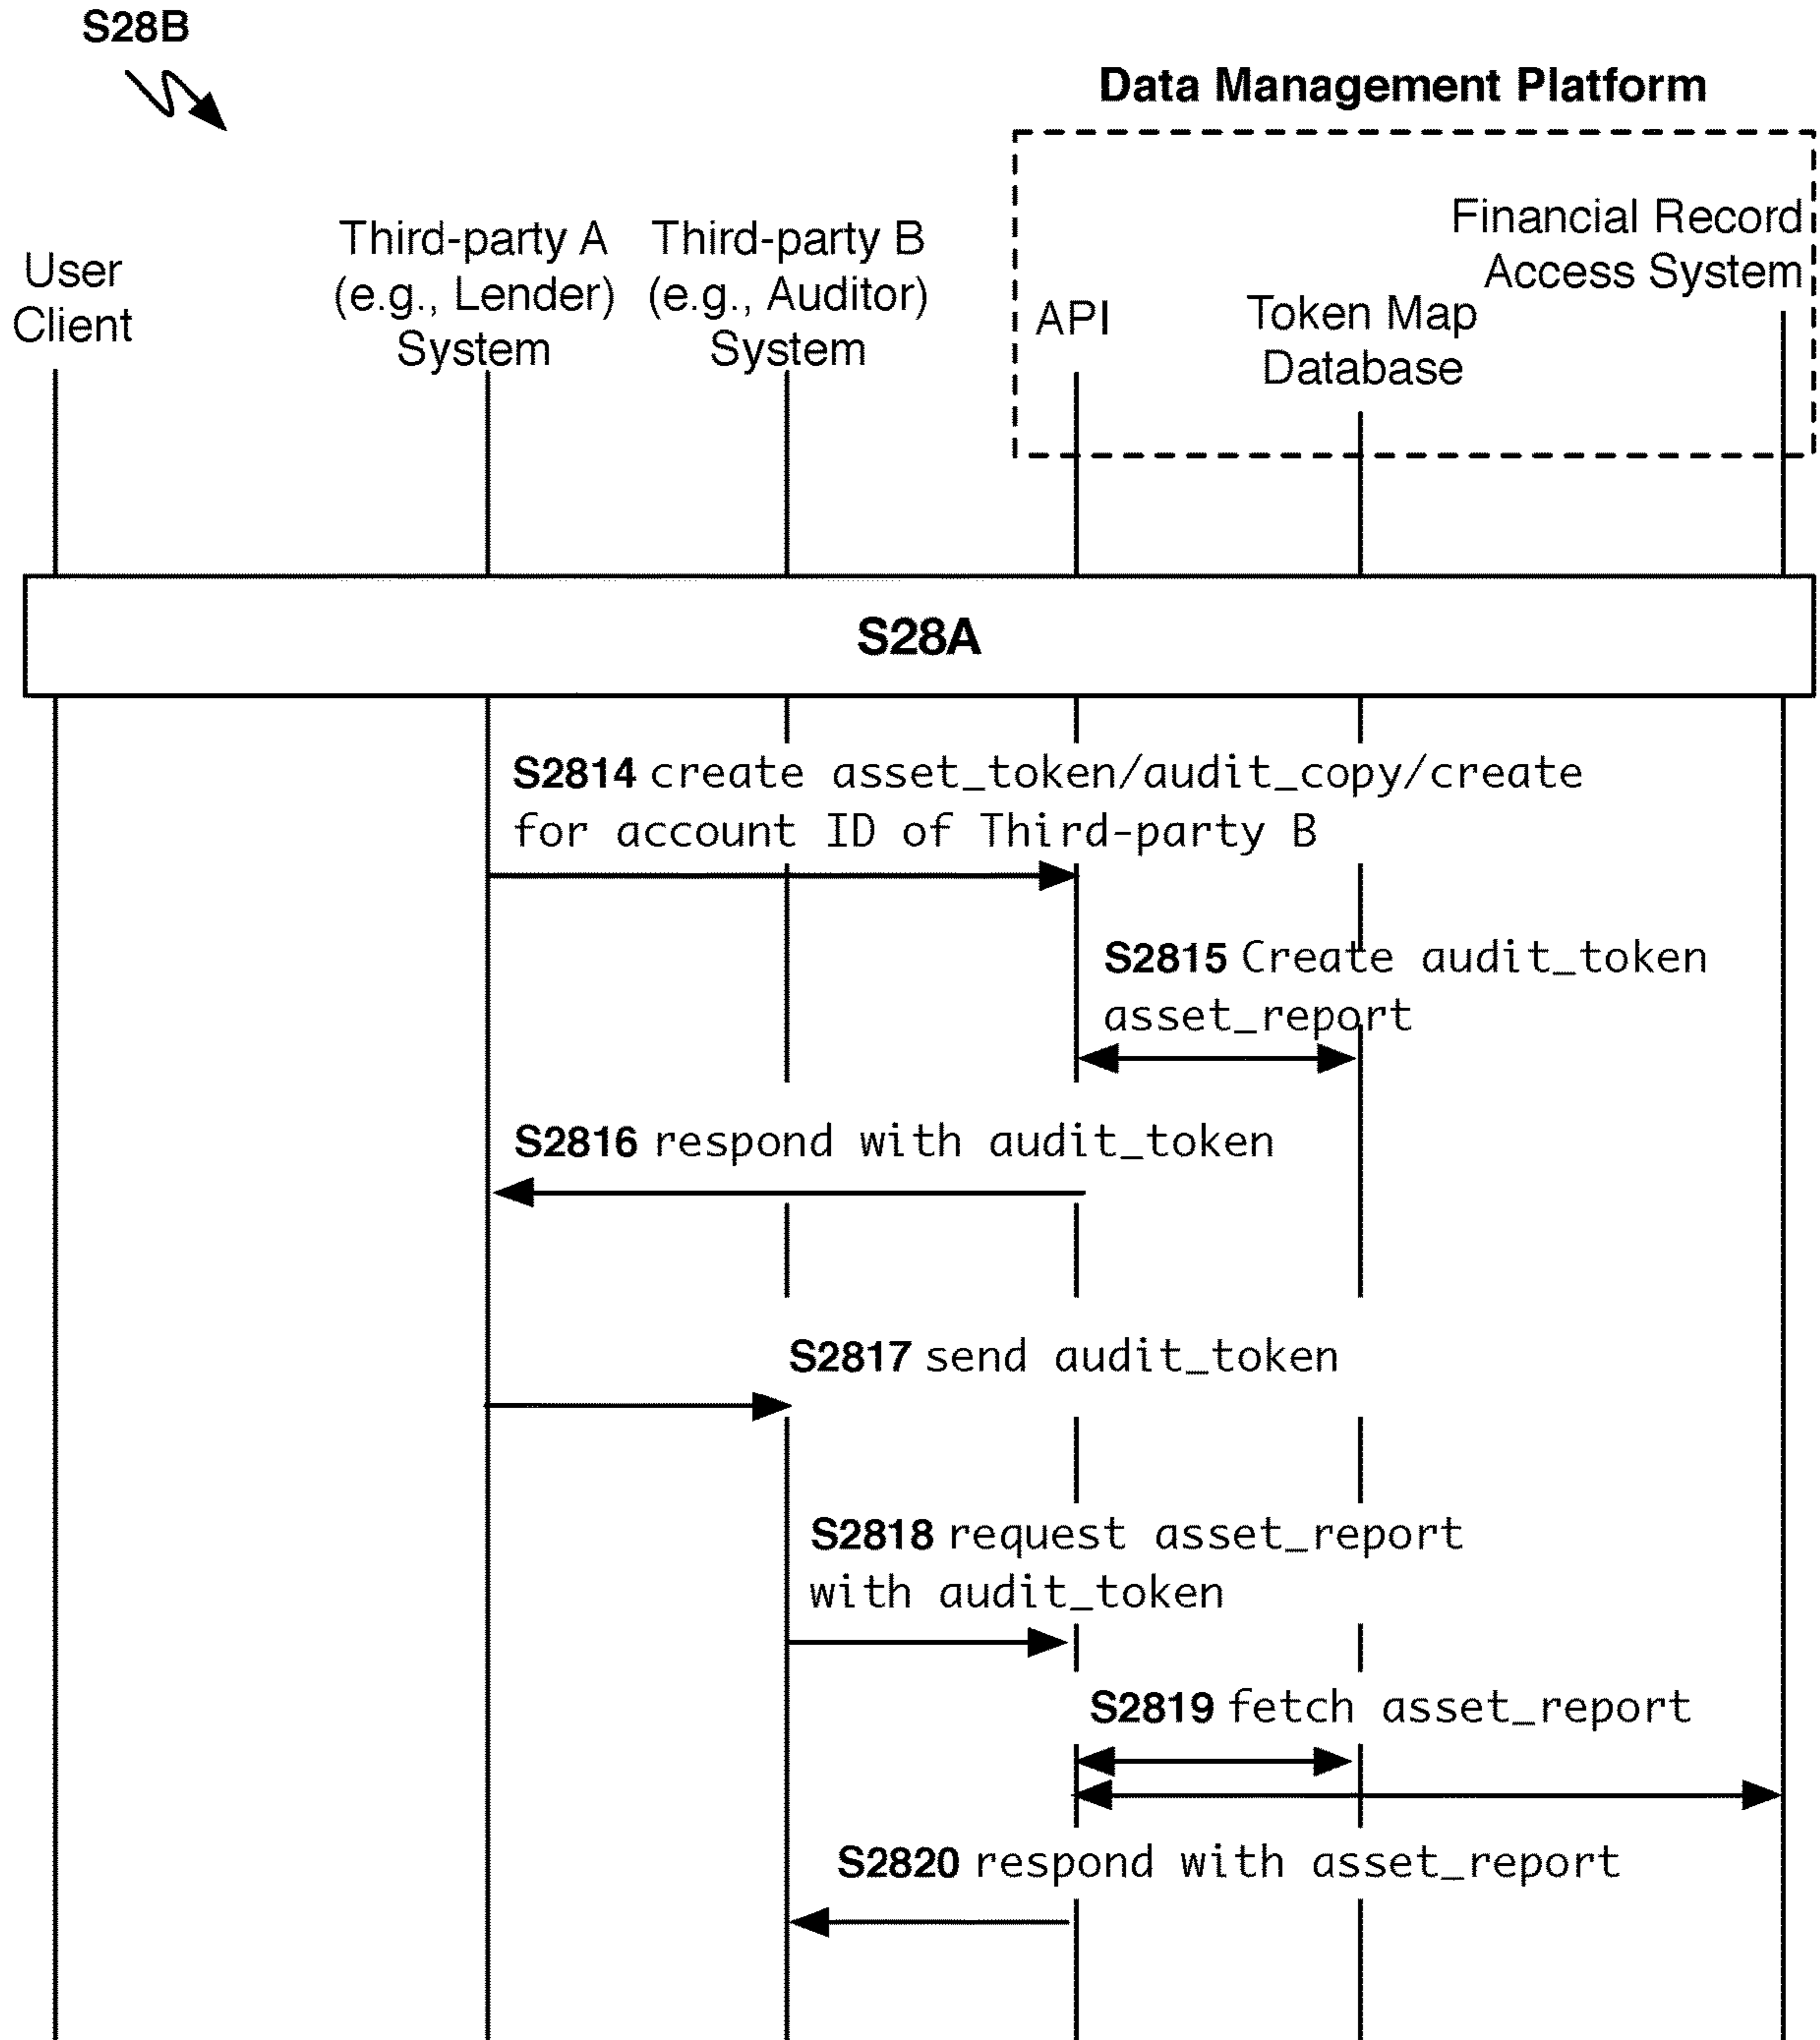 S28B
Data Management Platform
User
Client
Third-party A
(e.g., Lender)
System
Third-party B
(e.g., Auditor)
System
API
Token Map
Database
Financial Record
Access System
S28A
S2814 create asset_token/audit_copy/create
for account ID of Third-party B
S2815 Create audit_token
asset_report
S2816 respond with audit_token
S2817 send audit_token
S2818 request asset_report
with audit_token
S2819 fetch asset_report
S2820 respond with asset_report